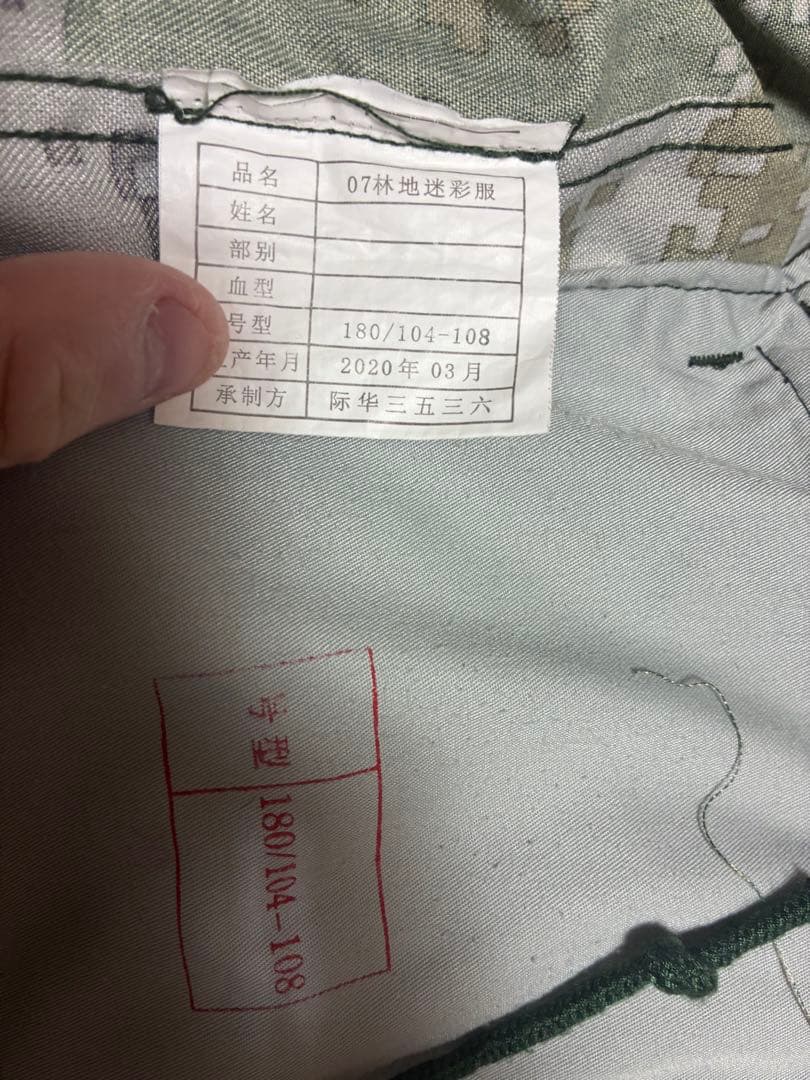 品名 07林地迷彩服
姓名
部别
血型
号型 180/104-108
产年月 2020年 03月
承制方 际华三五三六
号型 180/104-108